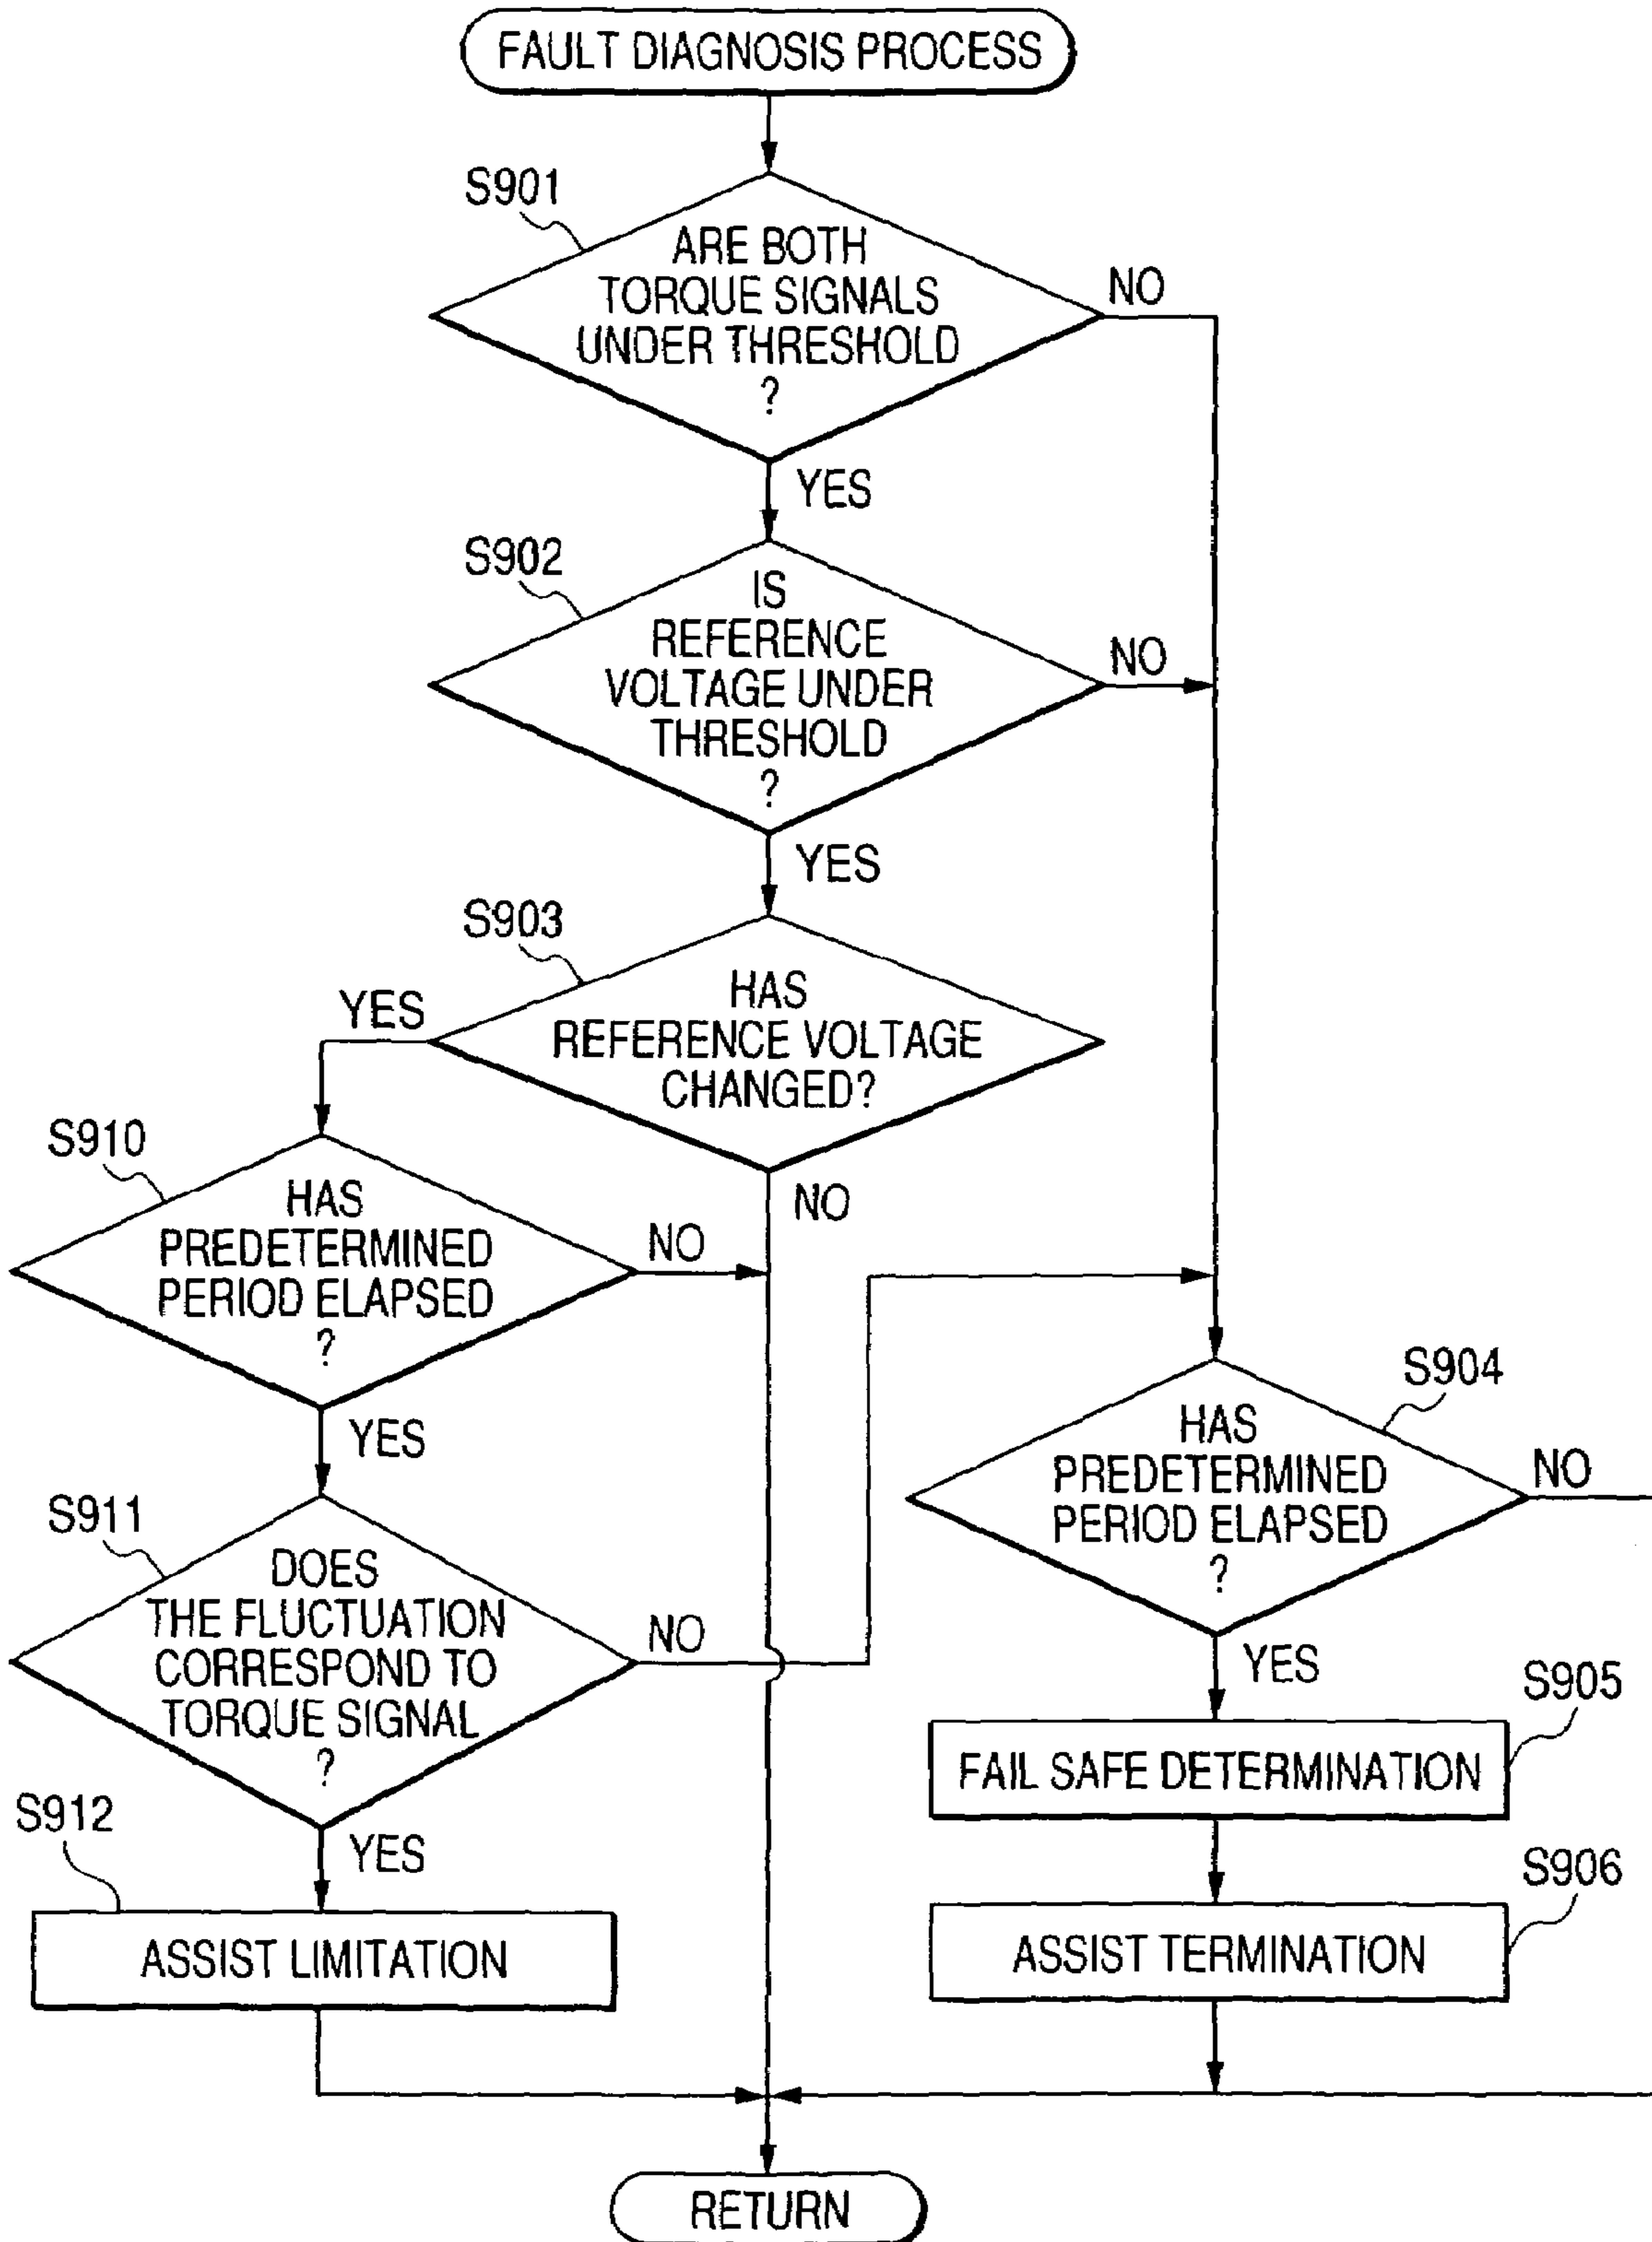 FAULT DIAGNOSIS PROCESS
S901
ARE BOTH
TORQUE SIGNALS
UNDER THRESHOLD
?
NO
YES
S902
IS
REFERENCE
VOLTAGE UNDER
THRESHOLD
?
NO
YES
S903
HAS
REFERENCE VOLTAGE
CHANGED?
YES
NO
S910
HAS
PREDETERMINED
PERIOD ELAPSED
?
NO
YES
S911
DOES
THE FLUCTUATION
CORRESPOND TO
TORQUE SIGNAL
?
NO
YES
S912
ASSIST LIMITATION
S904
HAS
PREDETERMINED
PERIOD ELAPSED
?
NO
YES
S905
FAIL SAFE DETERMINATION
S906
ASSIST TERMINATION
RETURN